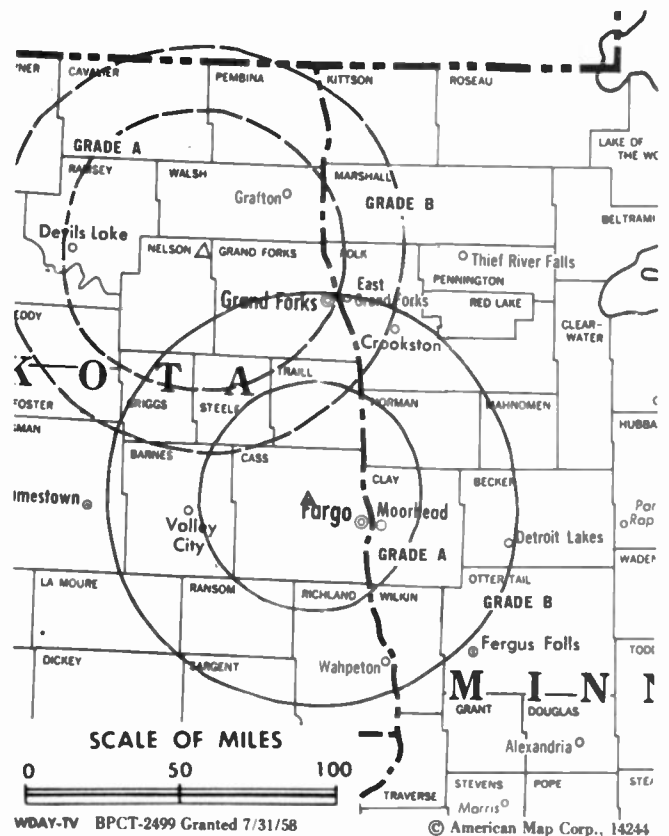 CAVALIER
PEMBINA
KITTSON
ROSEAU
GRADE A
LAKE OF
THE WO
RAMSEY
WALSH
MARSHALL
Grafton
GRADE B
BELTRAMI
Devils Lake
NELSON
GRAND FORKS
POLK
Thief River Falls
PENNINGTON
East
Grand Forks
Grand Forks
RED LAKE
CLEAR-
WATER
Crookston
EDDY
K O T A
TRAILL
FOSTER
GRIGGS
STEELE
NORMAN
MAHNOMEN
HUBBA
BARNES
CASS
CLAY
BECKER
Valley
City
Fargo
Moorhead
Par
Rap
Detroit Lakes
GRADE A
WADEN
LA MOURE
RANSOM
RICHLAND
WILKIN
OTTER TAIL
GRADE B
Fergus Falls
DICKEY
SARGENT
Wahpeton
TODD
M I N N
GRANT
DOUGLAS
SCALE OF MILES
Alexandria
0 50 100
TRAVERSE
STEVENS
POPE
STEA
Morris
WDAY-TV BPCT-2499 Granted 7/31/58
© American Map Corp., 14244